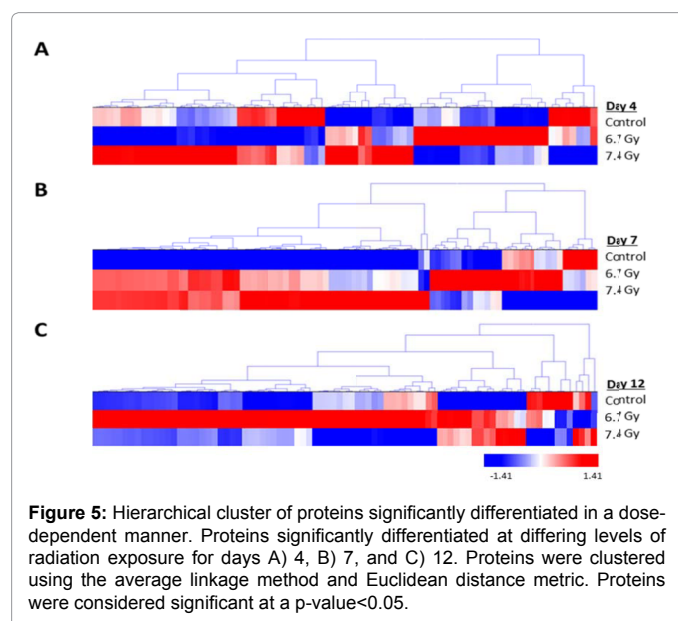 A
Day 4
Control
6.7 Gy
7.4 Gy
B
Day 7
Control
6.7 Gy
7.4 Gy
C
Day 12
Control
6.7 Gy
7.4 Gy
-1.41
1.41
Figure 5: Hierarchical cluster of proteins significantly differentiated in a dose-
dependent manner. Proteins significantly differentiated at differing levels of
radiation exposure for days A) 4, B) 7, and C) 12. Proteins were clustered
using the average linkage method and Euclidean distance metric. Proteins
were considered significant at a p-value<0.05.